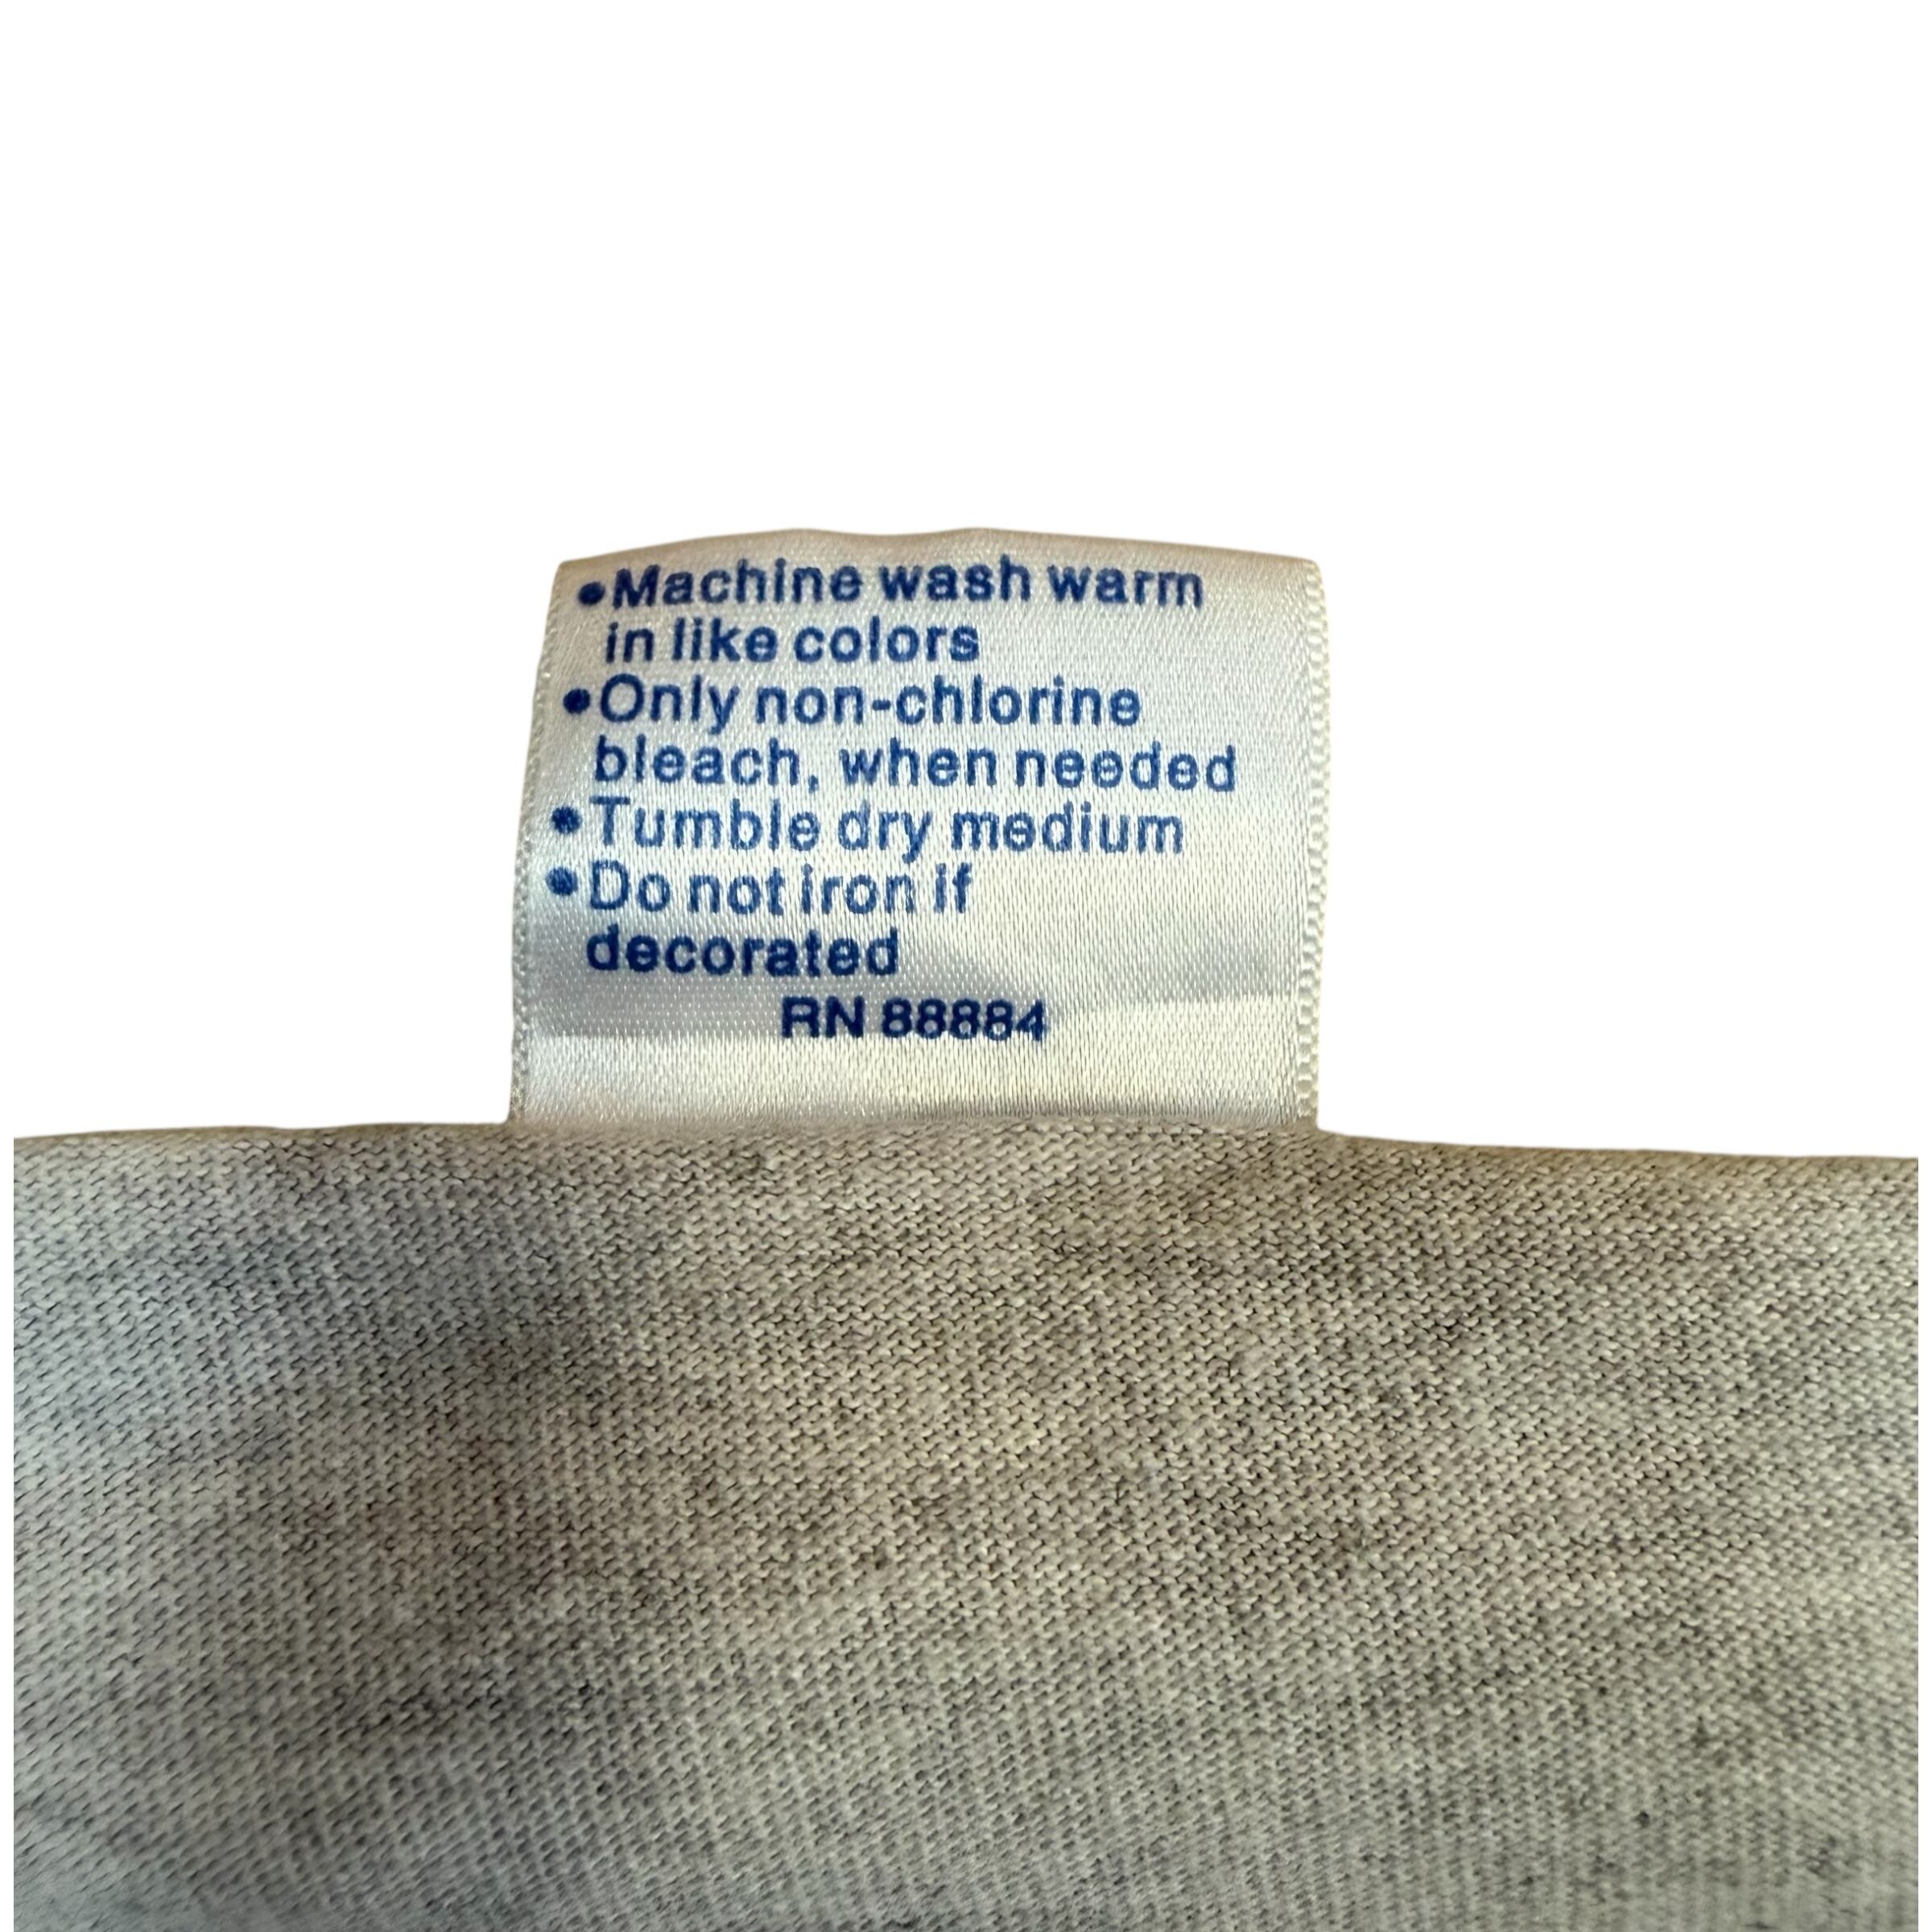 •Machine wash warm
in like colors
•Only non-chlorine
bleach, when needed
•Tumble dry medium
•Do not iron if
decorated
RN 88884